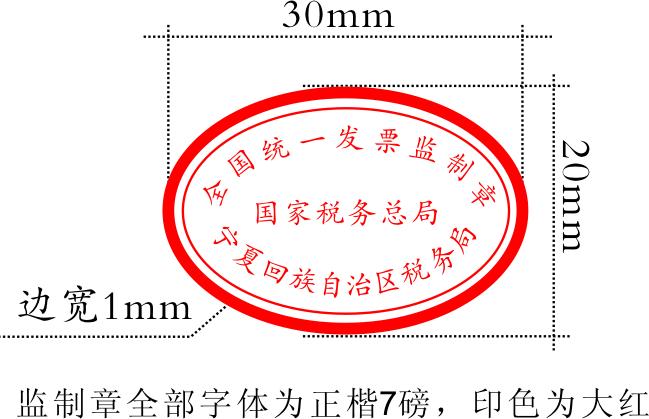 30mm
20mm
全国统一发票监制章
国家税务总局
宁夏回族自治区税务局
边宽1mm
监制章全部字体为正楷7磅，印色为大红